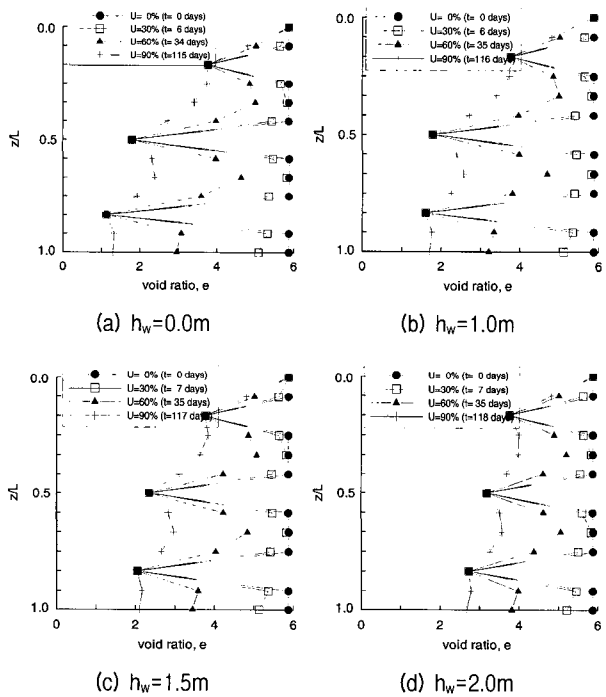 U= 0% (t= 0 days)
U=30% (t= 6 days)
U=60% (t= 34 days)
U=90% (t=115 days)
0.0
0.5
1.0
z/L
0
2
4
6
void ratio, e
(a) hw=0.0m
U= 0% (t= 0 days)
U=30% (t= 6 days)
U=60% (t= 35 days)
U=90% (t=116 days)
0.0
0.5
1.0
z/L
0
2
4
6
void ratio, e
(b) hw=1.0m
U= 0% (t= 0 days)
U=30% (t= 7 days)
U=60% (t= 35 days)
U=90% (t=117 days)
0.0
0.5
1.0
z/L
0
2
4
6
void ratio, e
(c) hw=1.5m
U= 0% (t= 0 days)
U=30% (t= 7 days)
U=60% (t= 35 days)
U=90% (t=118 days)
0.0
0.5
1.0
z/L
0
2
4
6
void ratio, e
(d) hw=2.0m